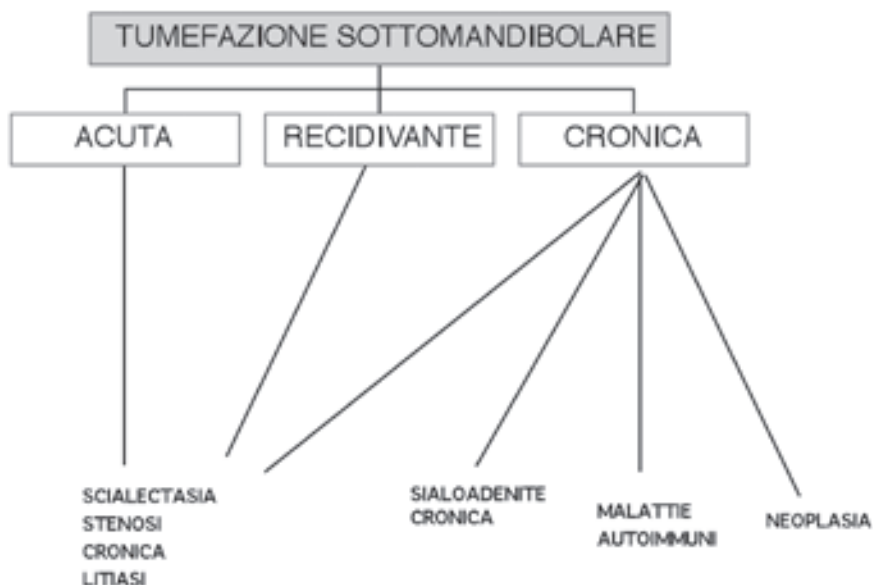 TUMEFAZIONE SOTTOMANDIBOLARE
ACUTA
RECIDIVANTE
CRONICA
SCIALECTASIA
STENOSI
CRONICA
LITIASI
SIALOADENITE
CRONICA
MALATTIE
AUTOIMMUNI
NEOPLASIA